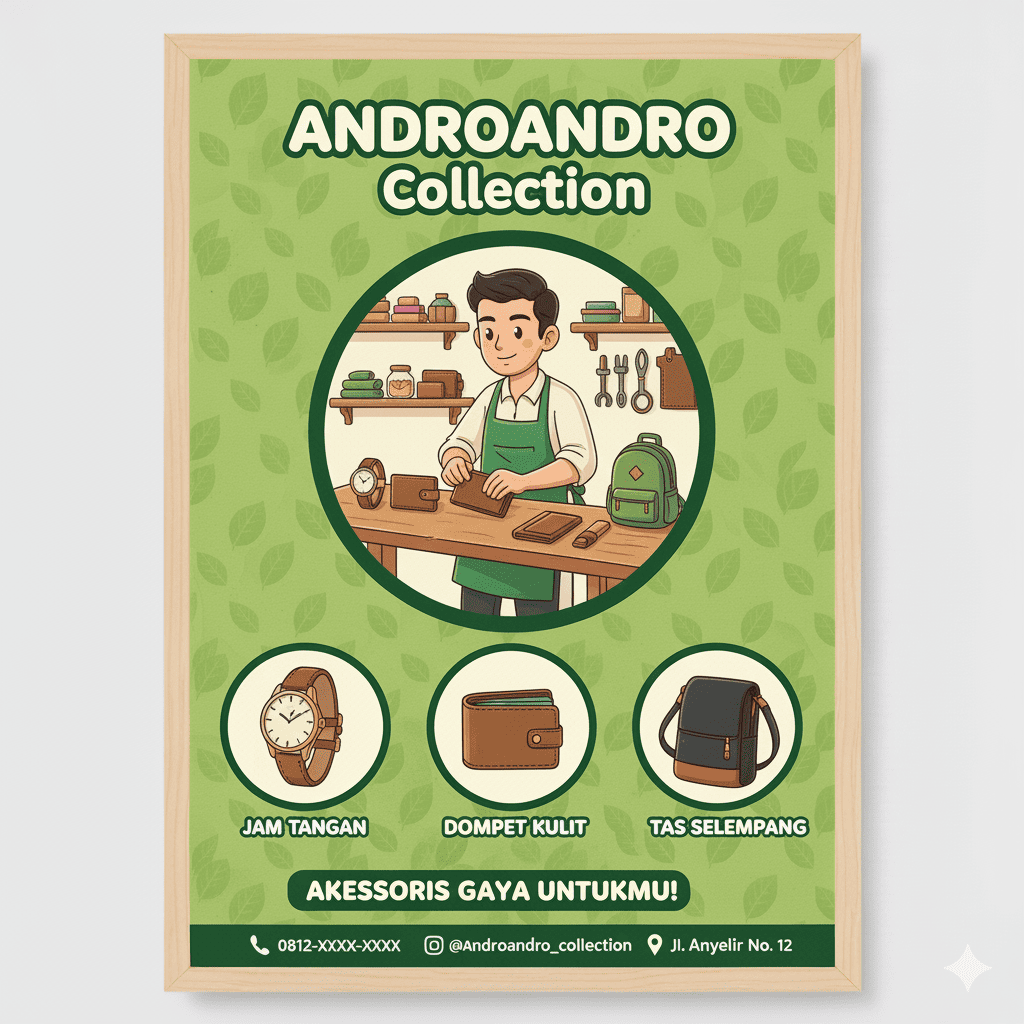 ANDROANDRO
Collection
JAM TANGAN
DOMPET KULIT
TAS SELEMPANG
AKESSORIS GAYA UNTUKMU!
0812-XXXX-XXXX @Androandro_collection Jl. Anyelir No. 12